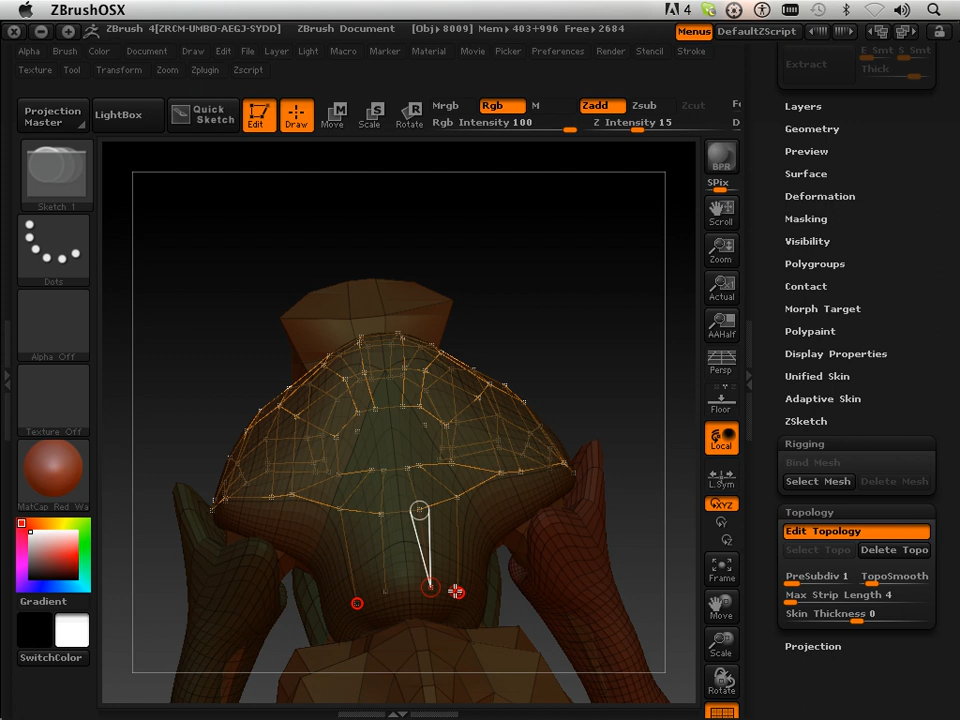 ZBrushOSX
4
ZBrush 4[ZRCM-UMBO-AEGJ-SYDD] ZBrush Document [Obj▸8009] Mem▸403+996 Free▸2684 Menus DefaultZScript
Alpha Brush Color Document Draw Edit File Layer Light Macro Marker Material Movie Picker Preferences Render Stencil Stroke
Texture Tool Transform Zoom Zplugin Zscript
Projection Master
LightBox
Quick Sketch
Edit
Draw
Move
Scale
Rotate
Mrgb Rgb M
Rgb Intensity 100
Zadd Zsub Zcut
Z Intensity 15
Fo
D
Sketch 1
Dots
Alpha Off
Texture Off
MatCap Red Wa
Gradient
SwitchColor
BPR
SPix
Scroll
Zoom
Actual
AAHalf
Persp
Floor
Local
L.Sym
XYZ
Y
Z
Frame
Move
Scale
Rotate
Extract
E Smt S Smt
Thick
Layers
Geometry
Preview
Surface
Deformation
Masking
Visibility
Polygroups
Contact
Morph Target
Polypaint
Display Properties
Unified Skin
Adaptive Skin
ZSketch
Rigging
Bind Mesh
Select Mesh Delete Mesh
Topology
Edit Topology
Select Topo Delete Topo
PreSubdiv 1 TopoSmooth
Max Strip Length 4
Skin Thickness 0
Projection